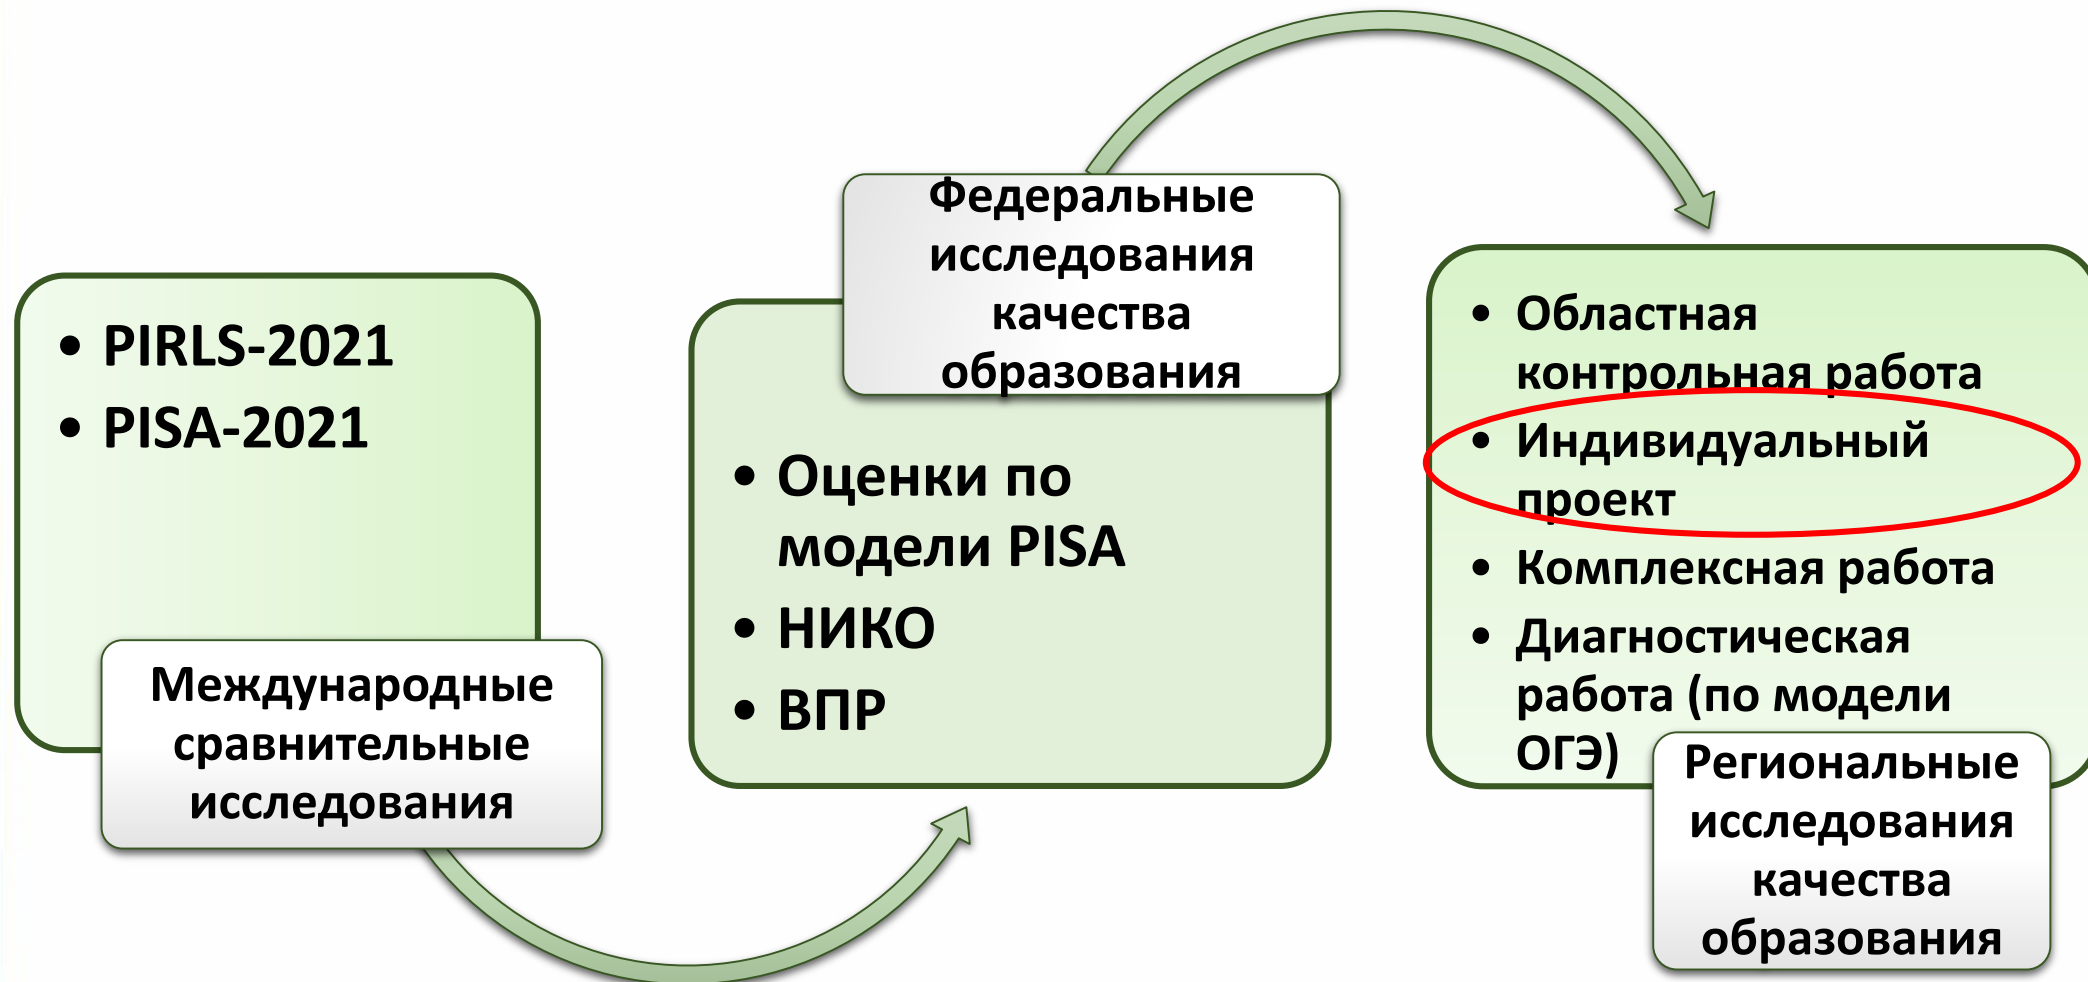 • PIRLS-2021
• PISA-2021
Международные
сравнительные
исследования
Федеральные
исследования
качества
образования
• Оценки по
модели PISA
• НИКО
• ВПР
• Областная
контрольная работа
• Индивидуальный
проект
• Комплексная работа
• Диагностическая
работа (по модели
ОГЭ)
Региональные
исследования
качества
образования